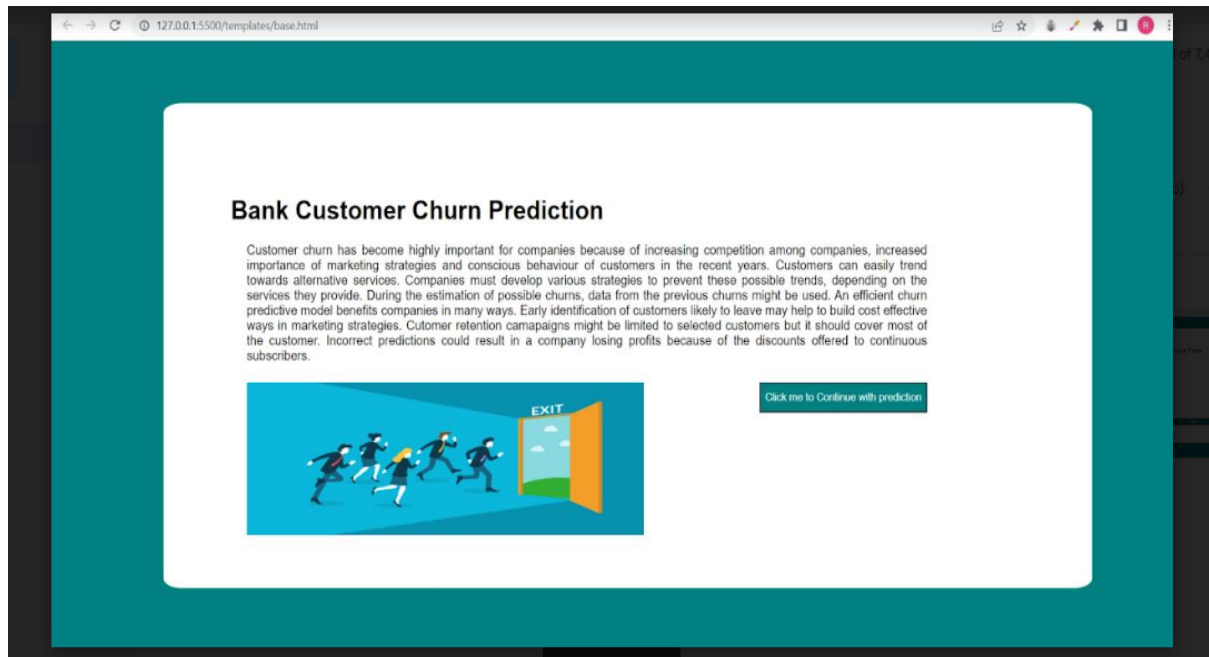 127.0.0.1:5500/templates/base.html
R
of 7,4
Bank Customer Churn Prediction
Customer churn has become highly important for companies because of increasing competition among companies, increased
importance of marketing strategies and conscious behaviour of customers in the recent years. Customers can easily trend
towards alternative services. Companies must develop various strategies to prevent these possible trends, depending on the
services they provide. During the estimation of possible churns, data from the previous churns might be used. An efficient churn
predictive model benefits companies in many ways. Early identification of customers likely to leave may help to build cost effective
ways in marketing strategies. Cutomer retention camapaigns might be limited to selected customers but it should cover most of
the customer. Incorrect predictions could result in a company losing profits because of the discounts offered to continuous
subscribers.
EXIT
Click me to Continue with prediction